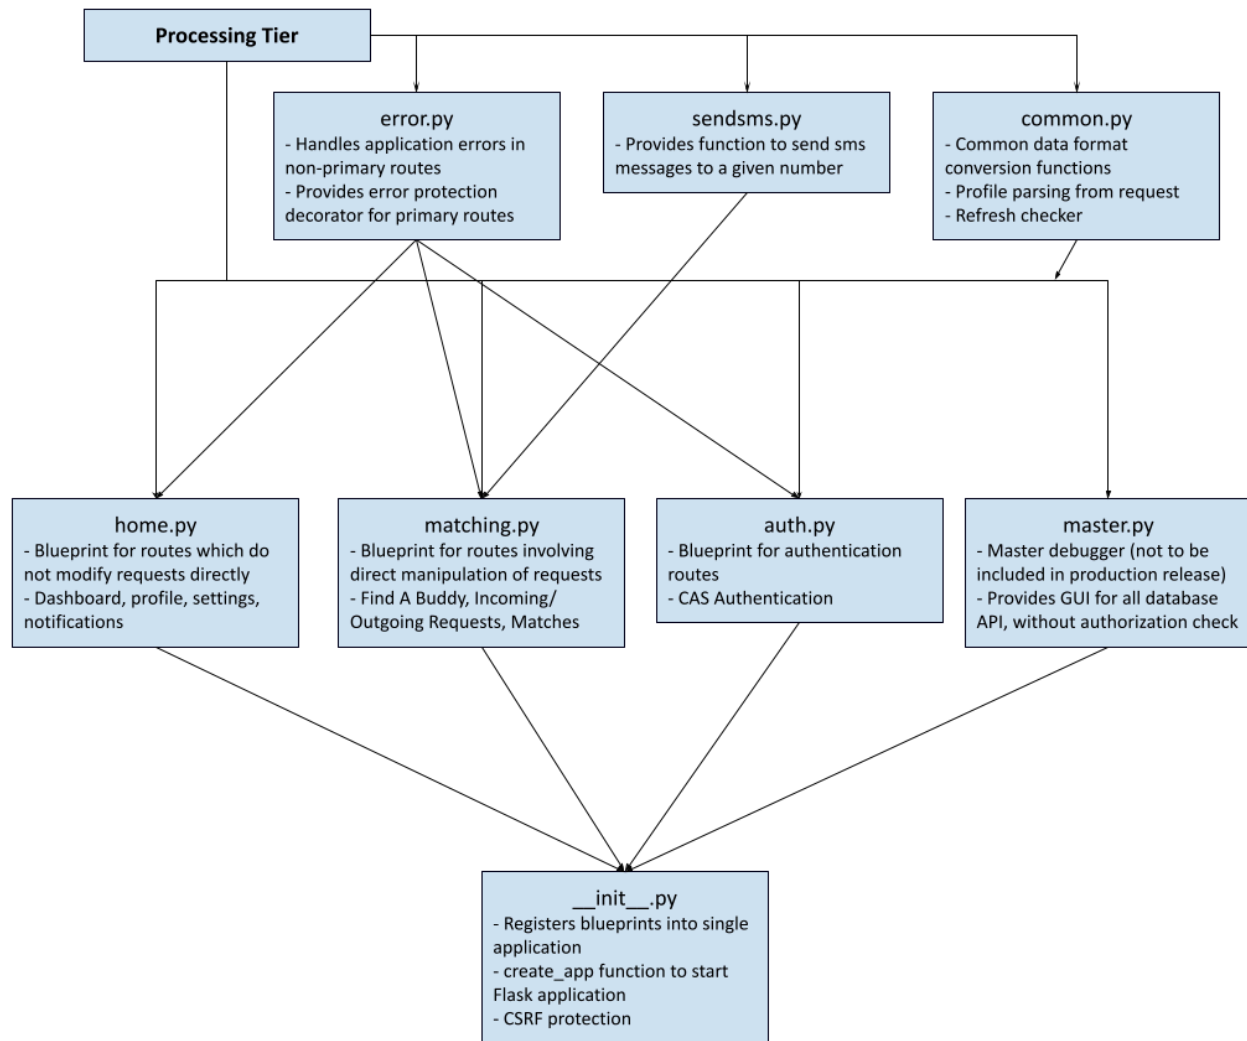 Processing Tier
error.py
- Handles application errors in
non-primary routes
- Provides error protection
decorator for primary routes
sendsms.py
- Provides function to send sms
messages to a given number
common.py
- Common data format
conversion functions
- Profile parsing from request
- Refresh checker
home.py
- Blueprint for routes which do
not modify requests directly
- Dashboard, profile, settings,
notifications
matching.py
- Blueprint for routes involving
direct manipulation of requests
- Find A Buddy, Incoming/
Outgoing Requests, Matches
auth.py
- Blueprint for authentication
routes
- CAS Authentication
master.py
- Master debugger (not to be
included in production release)
- Provides GUI for all database
API, without authorization check
__init__.py
- Registers blueprints into single
application
- create_app function to start
Flask application
- CSRF protection